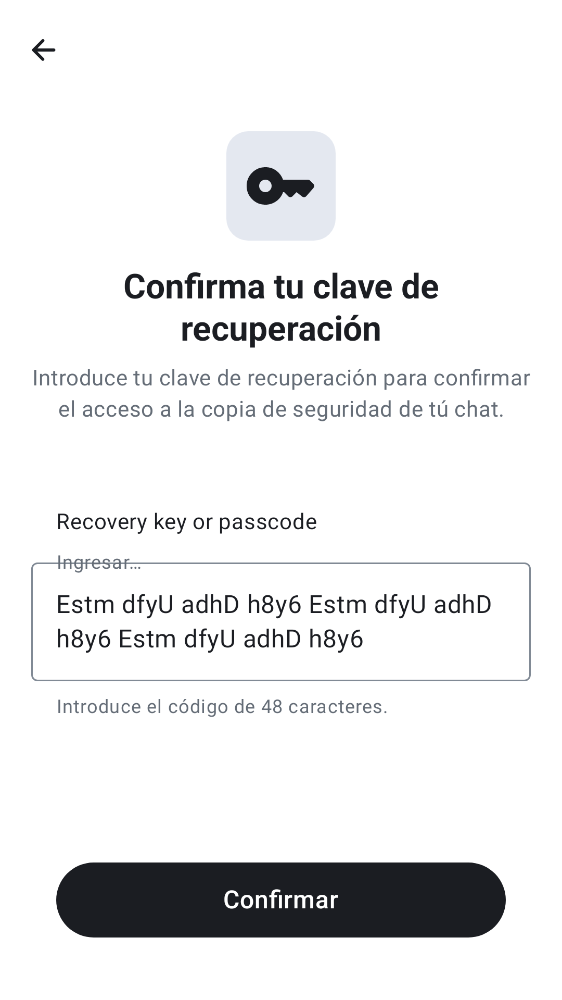 Confirma tu clave de
recuperación
Introduce tu clave de recuperación para confirmar
el acceso a la copia de seguridad de tú chat.
Recovery key or passcode
Ingresar…
Estm dfyU adhD h8y6 Estm dfyU adhD
h8y6 Estm dfyU adhD h8y6
Introduce el código de 48 caracteres.
Confirmar